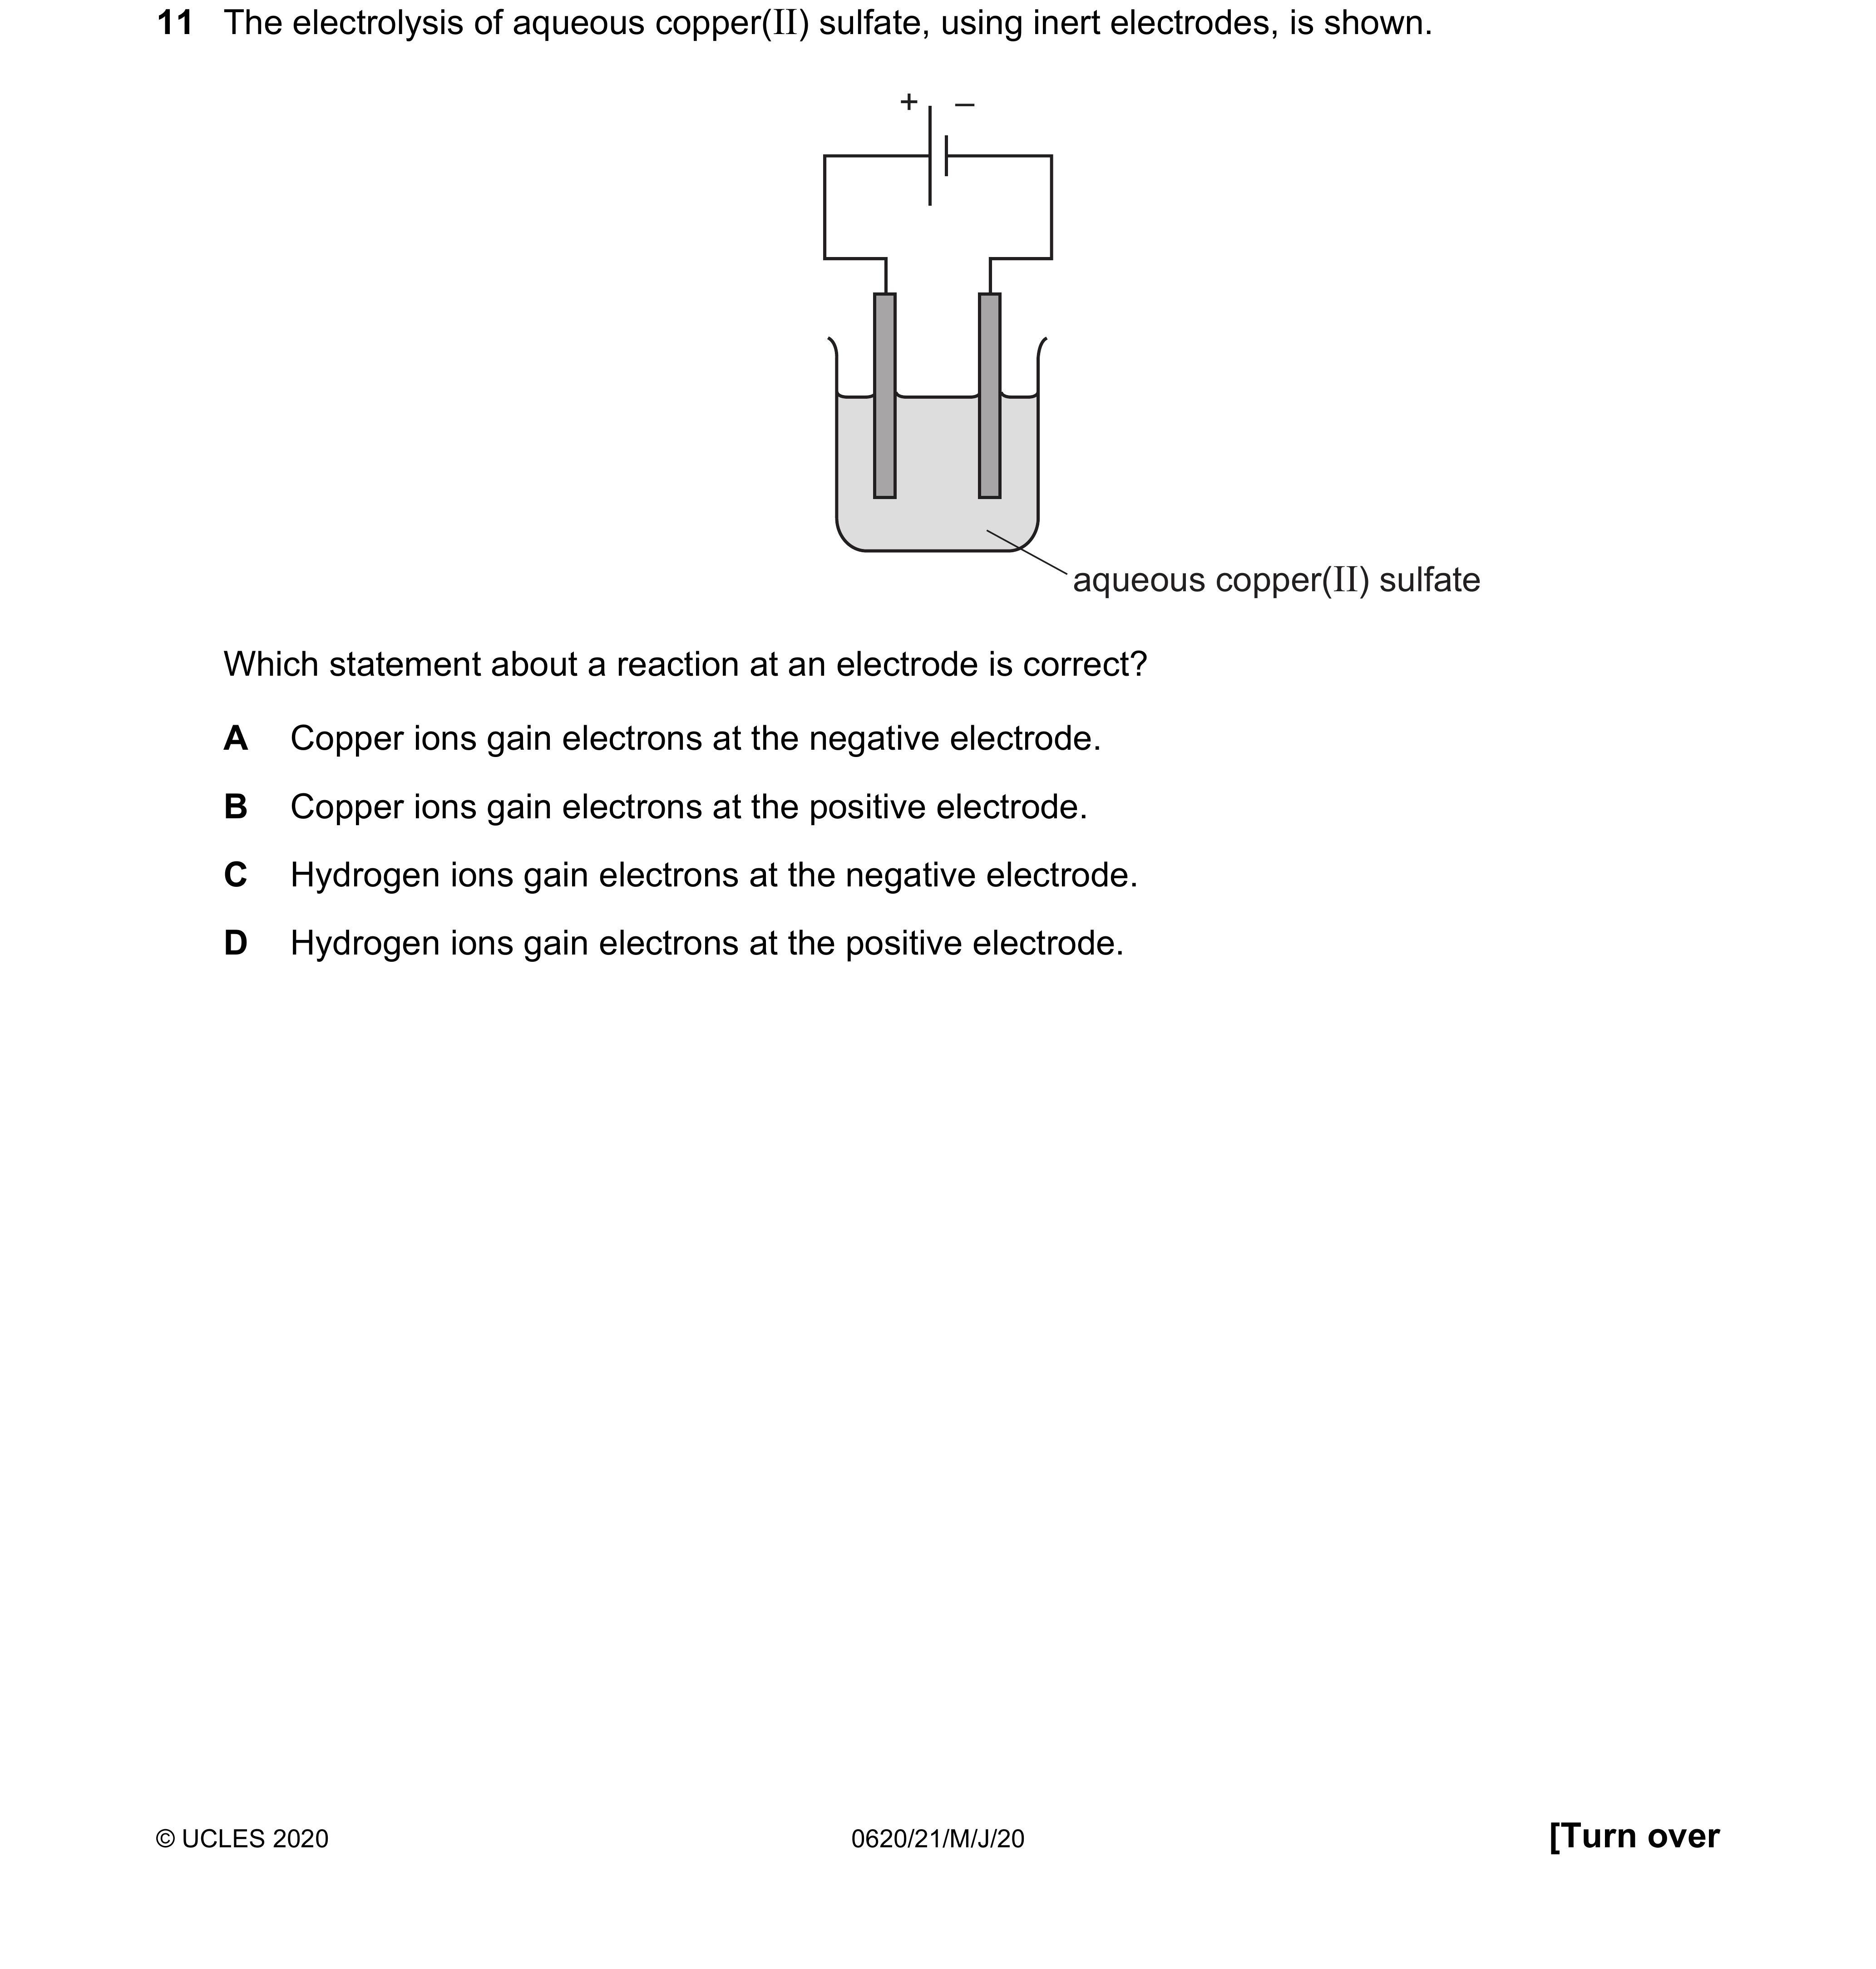 11 The electrolysis of aqueous copper(II) sulfate, using inert electrodes, is shown.
+ –
aqueous copper(II) sulfate
Which statement about a reaction at an electrode is correct?
A Copper ions gain electrons at the negative electrode.
B Copper ions gain electrons at the positive electrode.
C Hydrogen ions gain electrons at the negative electrode.
D Hydrogen ions gain electrons at the positive electrode.
© UCLES 2020 0620/21/M/J/20 [Turn over